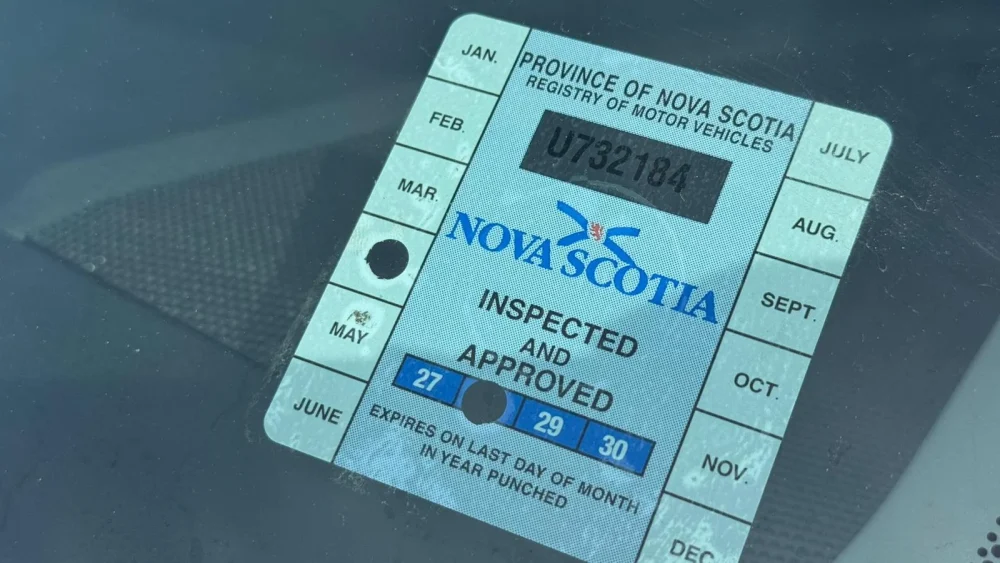 JAN.
FEB.
MAR.
MAY
JUNE
PROVINCE OF NOVA SCOTIA
REGISTRY OF MOTOR VEHICLES
U732184
NOVA SCOTIA
INSPECTED
AND
APPROVED
27 29 30
EXPIRES ON LAST DAY OF MONTH
IN YEAR PUNCHED
JULY
AUG.
SEPT.
OCT.
NOV.
DEC